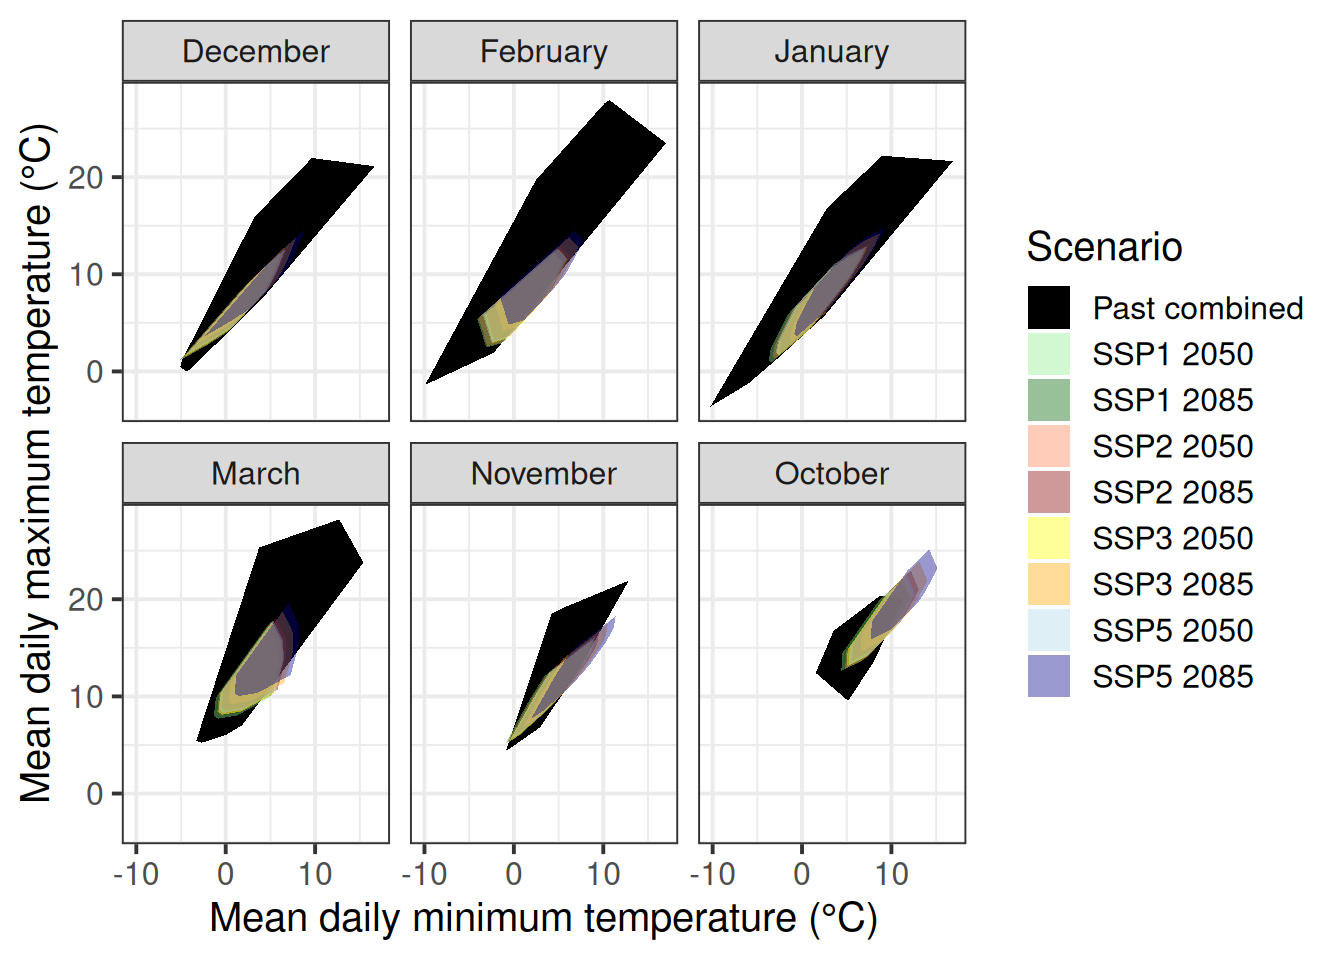 December
February
January
20
10
0
March
November
October
20
10
0
-10 0 10
-10 0 10
-10 0 10
Mean daily minimum temperature (°C)
Mean daily maximum temperature (°C)
Scenario
Past combined
SSP1 2050
SSP1 2085
SSP2 2050
SSP2 2085
SSP3 2050
SSP3 2085
SSP5 2050
SSP5 2085